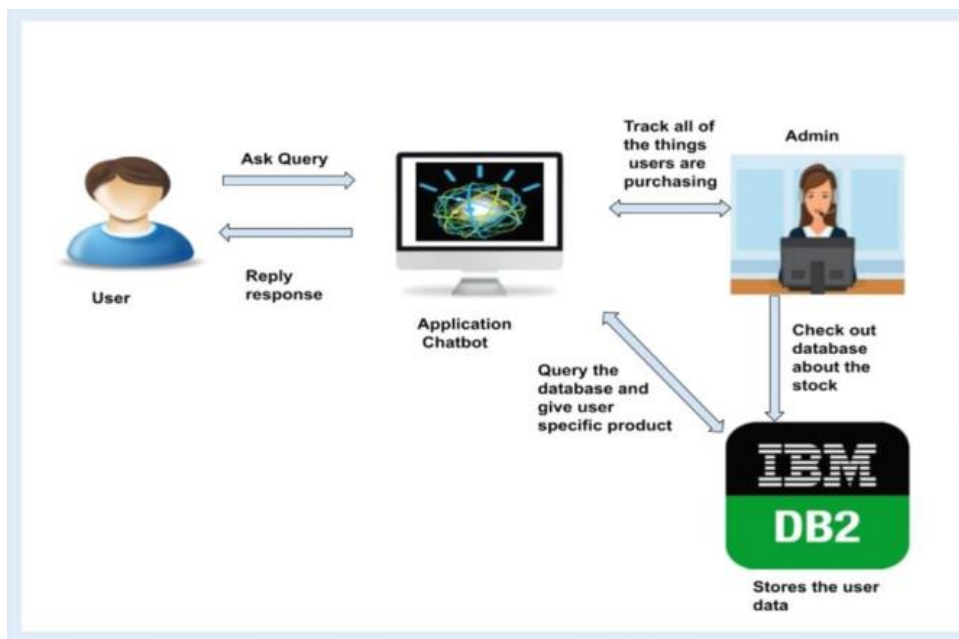 Ask Query
Reply
response
User
Application
Chatbot
Track all of
the things
users are
purchasing
Admin
Query the
database and
give user
specific product
Check out
database
about the
stock
IBM
DB2
Stores the user
data